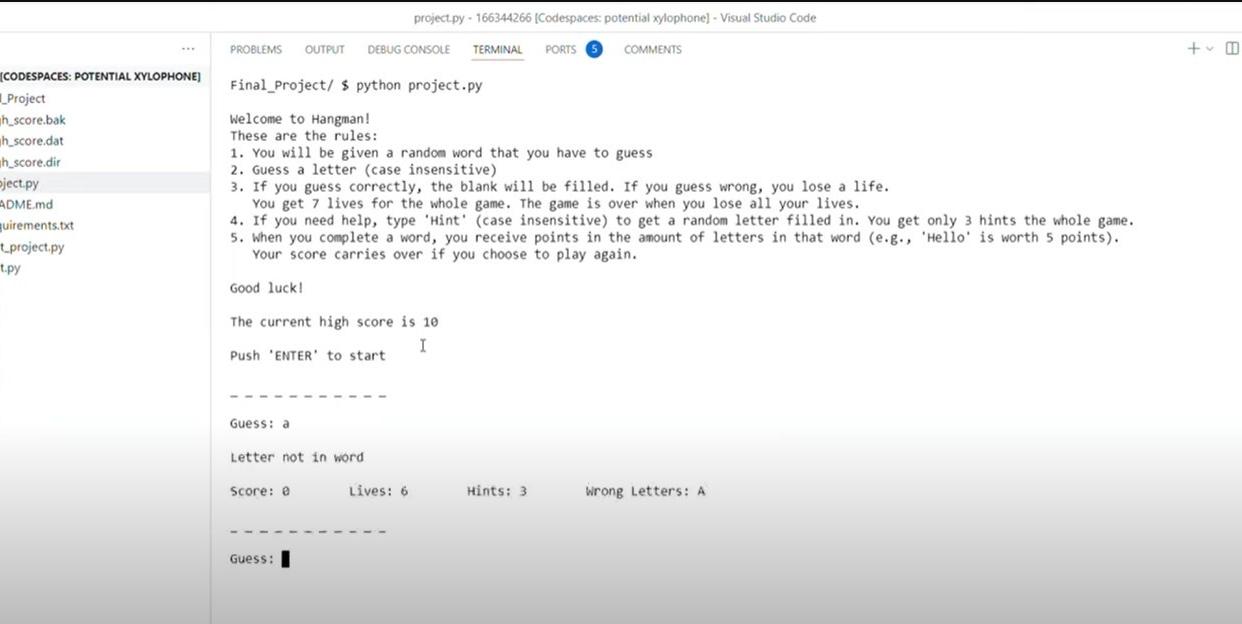 project.py - 166344266 [Codespaces: potential xylophone] - Visual Studio Code
PROBLEMS OUTPUT DEBUG CONSOLE TERMINAL PORTS 5 COMMENTS
[CODESPACES: POTENTIAL XYLOPHONE]
l_Project
gh_score.bak
gh_score.dat
gh_score.dir
oject.py
ADME.md
quirements.txt
t_project.py
t.py
Final_Project/ $ python project.py
Welcome to Hangman!
These are the rules:
1. You will be given a random word that you have to guess
2. Guess a letter (case insensitive)
3. If you guess correctly, the blank will be filled. If you guess wrong, you lose a life.
You get 7 lives for the whole game. The game is over when you lose all your lives.
4. If you need help, type 'Hint' (case insensitive) to get a random letter filled in. You get only 3 hints the whole game.
5. When you complete a word, you receive points in the amount of letters in that word (e.g., 'Hello' is worth 5 points).
Your score carries over if you choose to play again.
Good luck!
The current high score is 10
Push 'ENTER' to start
_ _ _ _ _ _ _ _ _ _ _
Guess: a
Letter not in word
Score: 0 Lives: 6 Hints: 3 Wrong Letters: A
_ _ _ _ _ _ _ _ _ _ _
Guess: